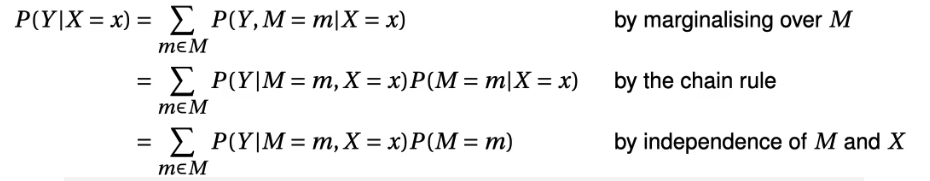 P(Y|X = x) = ∑ P(Y, M = m|X = x) by marginalising over M
m∈M
= ∑ P(Y|M = m, X = x)P(M = m|X = x) by the chain rule
m∈M
= ∑ P(Y|M = m, X = x)P(M = m) by independence of M and X
m∈M